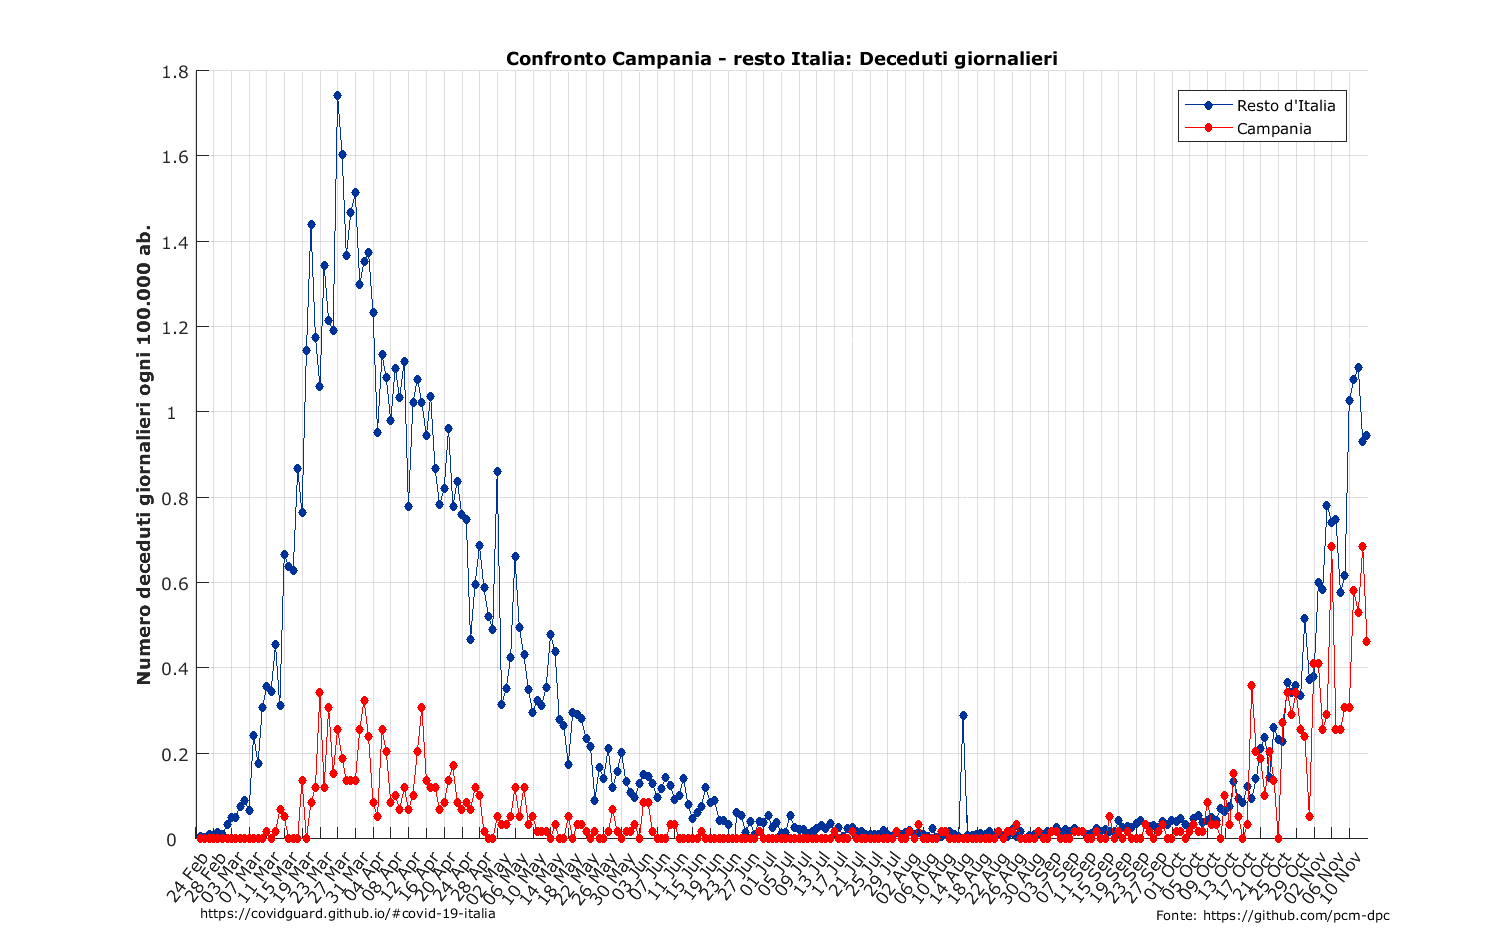 Confronto Campania - resto Italia: Deceduti giornalieri
Numero deceduti giornalieri ogni 100.000 ab.
1.8
1.6
1.4
1.2
1
0.8
0.6
0.4
0.2
0
Resto d'Italia
Campania
24 Feb
28 Feb
03 Mar
07 Mar
11 Mar
15 Mar
19 Mar
23 Mar
27 Mar
31 Mar
04 Apr
08 Apr
12 Apr
16 Apr
20 Apr
24 Apr
28 Apr
02 May
06 May
10 May
14 May
18 May
22 May
26 May
30 May
03 Jun
07 Jun
11 Jun
15 Jun
19 Jun
23 Jun
27 Jun
01 Jul
05 Jul
09 Jul
13 Jul
17 Jul
21 Jul
25 Jul
29 Jul
02 Aug
06 Aug
10 Aug
14 Aug
18 Aug
22 Aug
26 Aug
30 Aug
03 Sep
07 Sep
11 Sep
15 Sep
19 Sep
23 Sep
27 Sep
01 Oct
05 Oct
09 Oct
13 Oct
17 Oct
21 Oct
25 Oct
29 Oct
02 Nov
06 Nov
10 Nov
https://covidguard.github.io/#covid-19-italia
Fonte: https://github.com/pcm-dpc